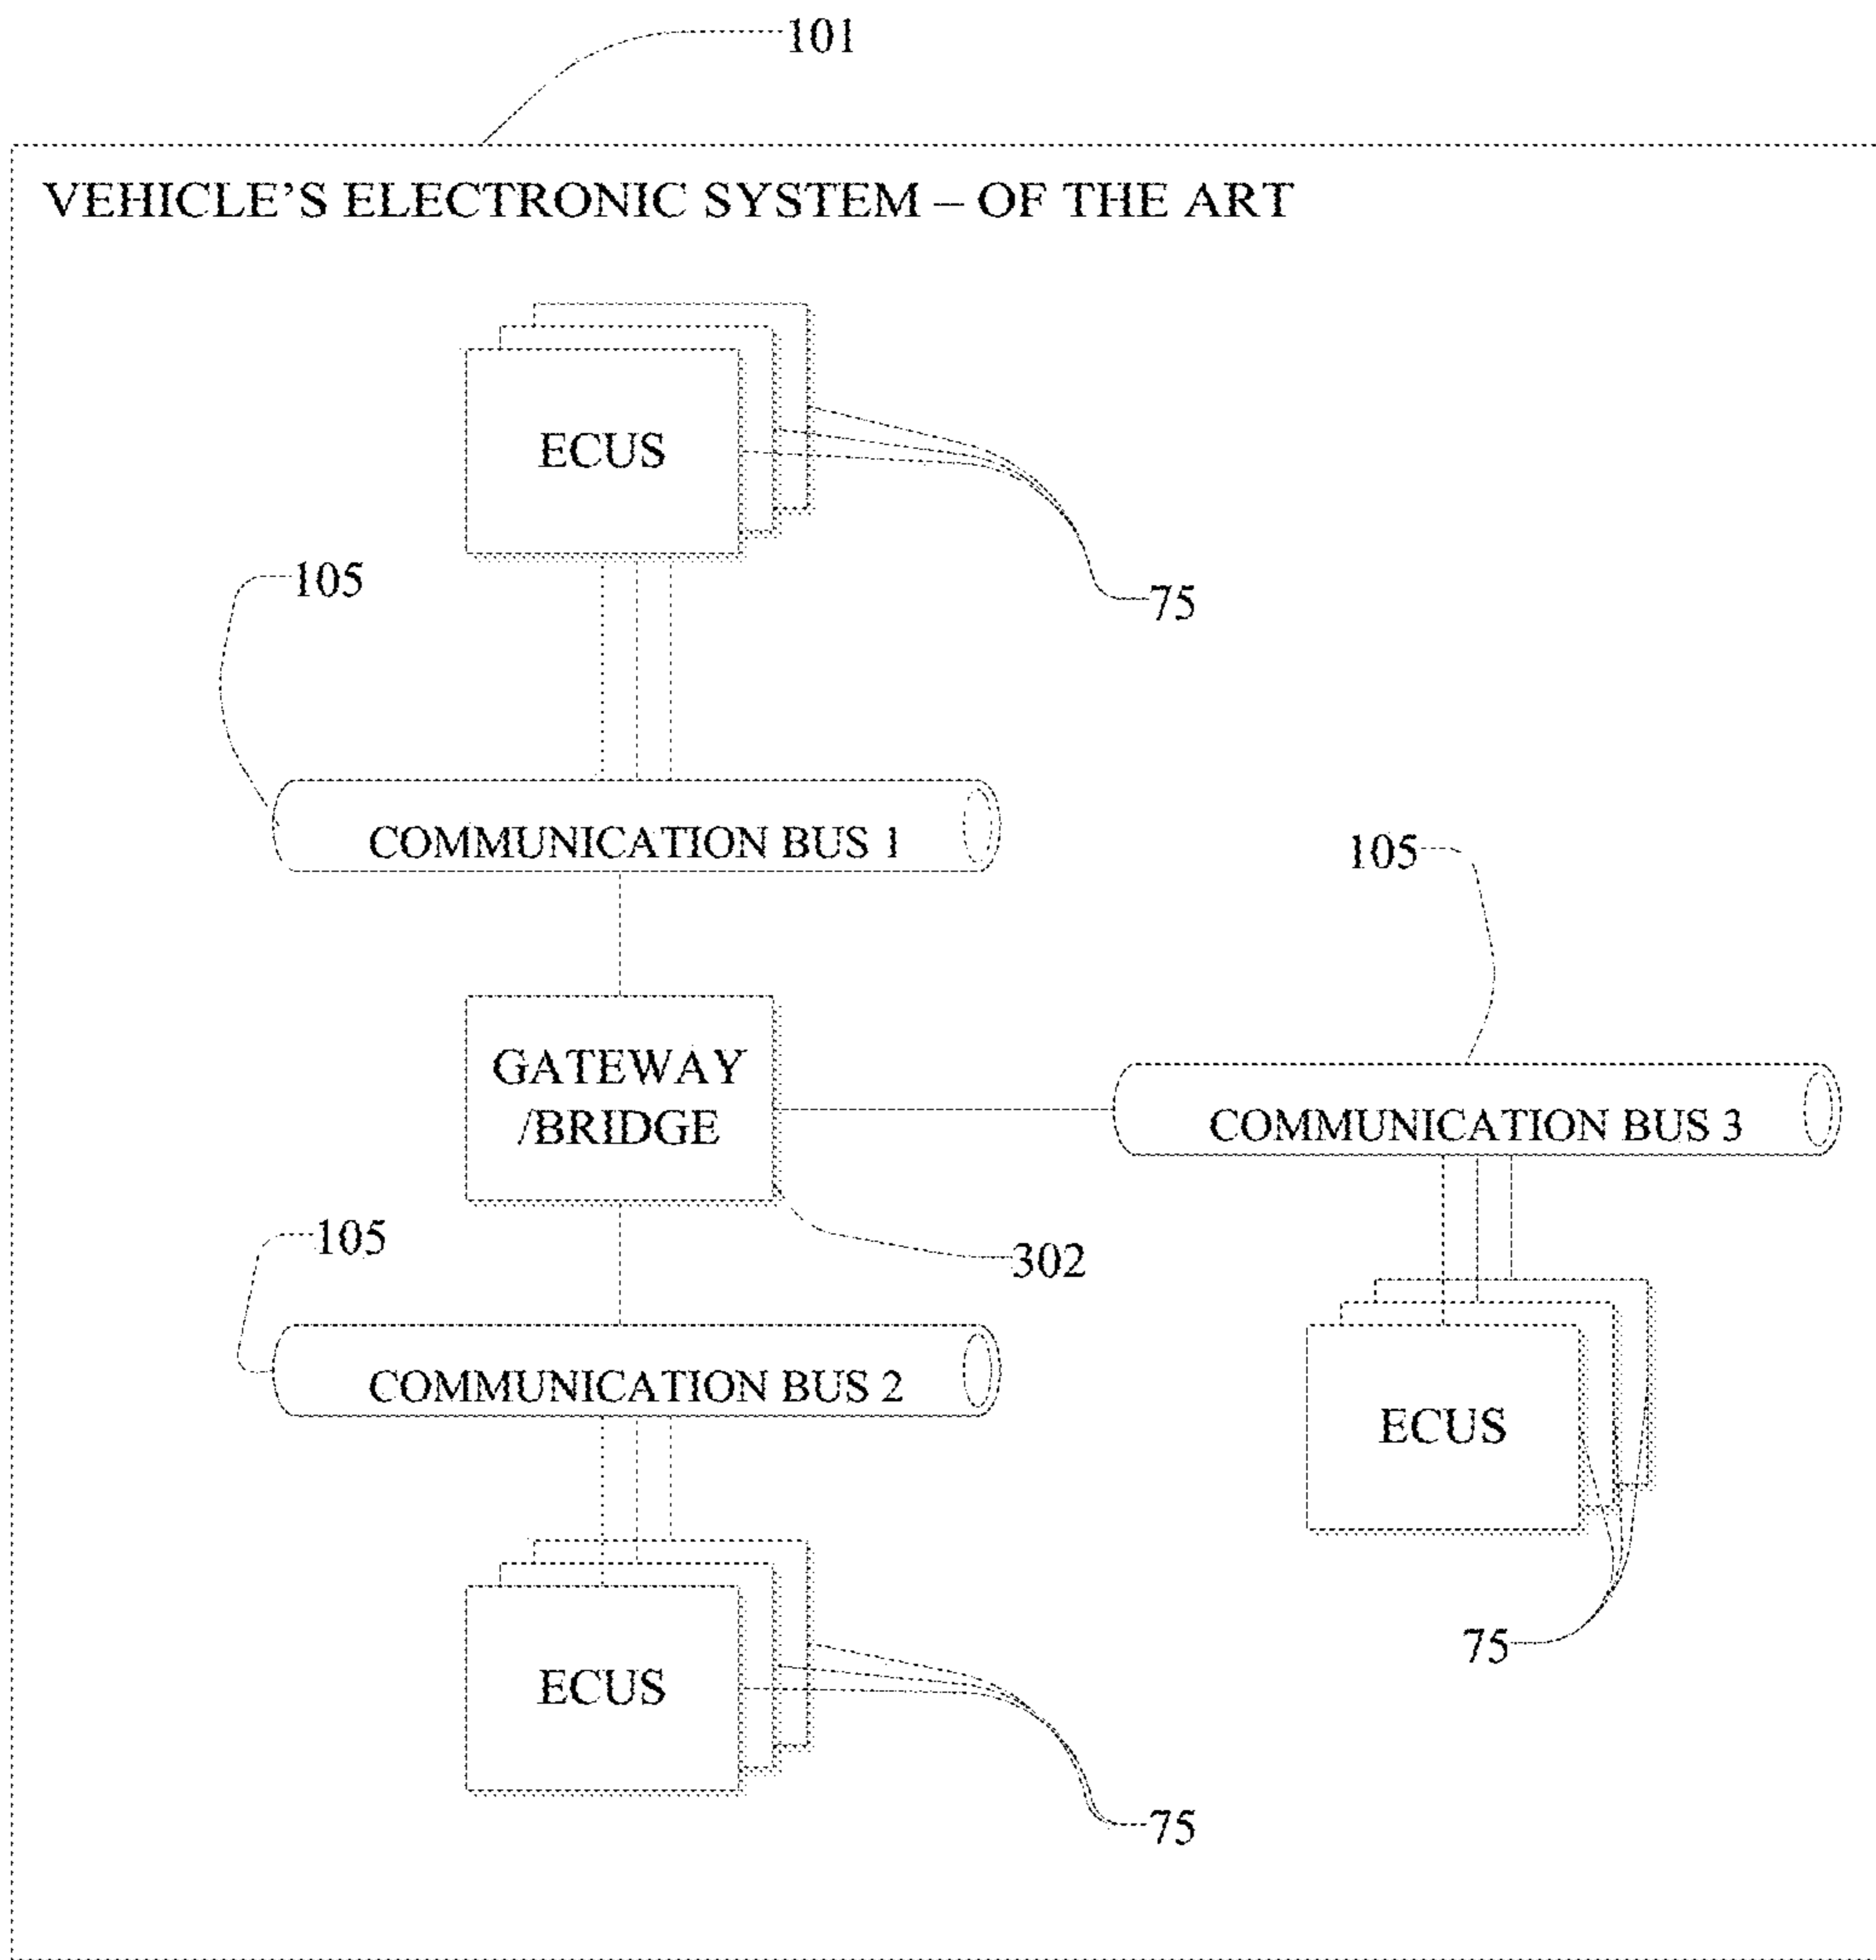 101
VEHICLE'S ELECTRONIC SYSTEM – OF THE ART
ECUS
105
75
COMMUNICATION BUS 1
105
GATEWAY
/BRIDGE
COMMUNICATION BUS 3
105
302
COMMUNICATION BUS 2
ECUS
75
ECUS
75